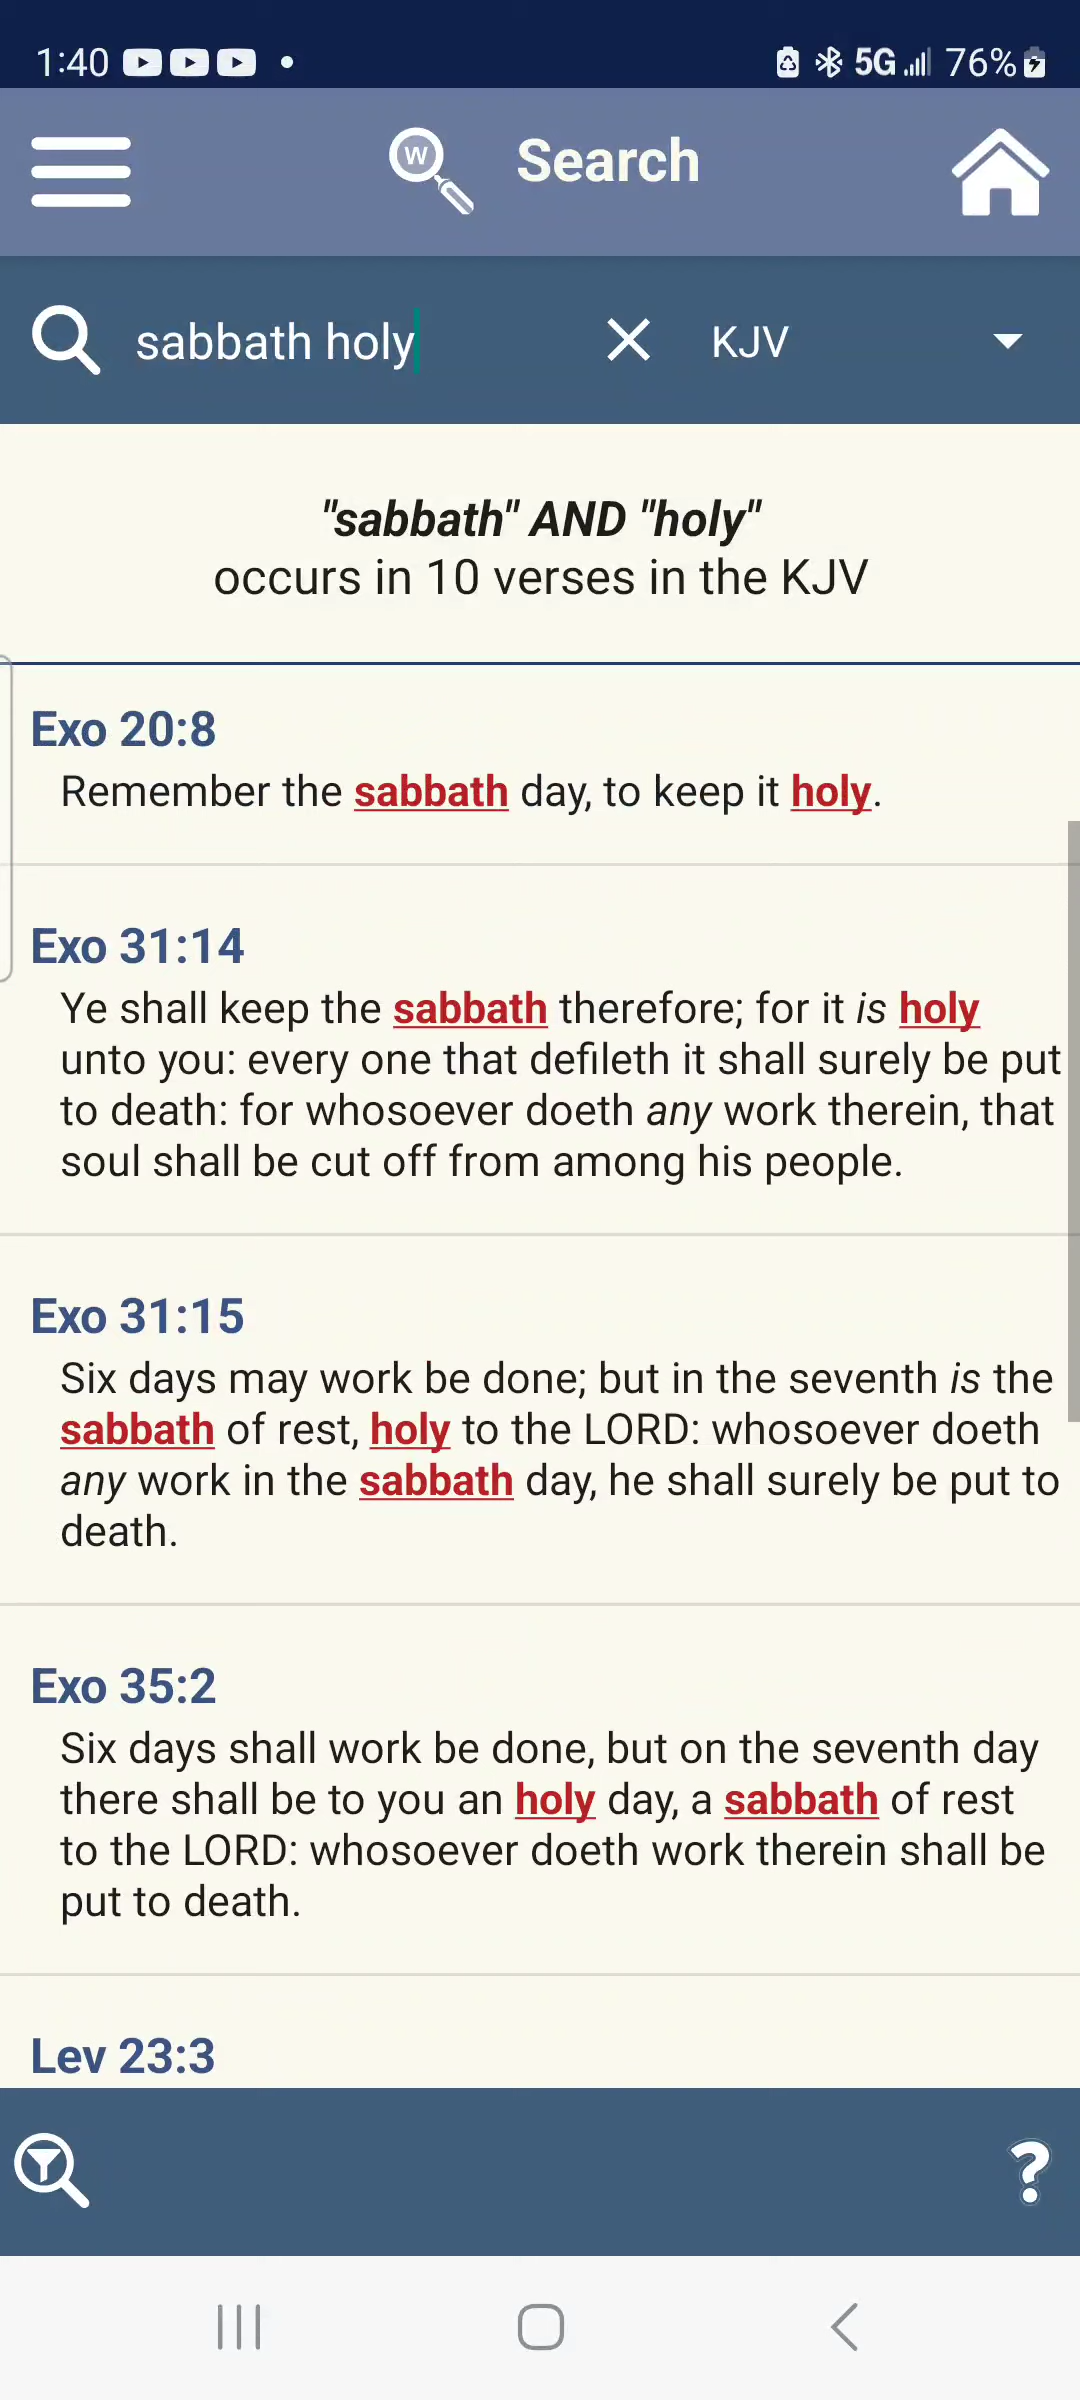 1:40
5G 76%
W
Search
sabbath holy
KJV
"sabbath" AND "holy"
occurs in 10 verses in the KJV
Exo 20:8
Remember the sabbath day, to keep it holy.
Exo 31:14
Ye shall keep the sabbath therefore; for it is holy
unto you: every one that defileth it shall surely be put
to death: for whosoever doeth any work therein, that
soul shall be cut off from among his people.
Exo 31:15
Six days may work be done; but in the seventh is the
sabbath of rest, holy to the LORD: whosoever doeth
any work in the sabbath day, he shall surely be put to
death.
Exo 35:2
Six days shall work be done, but on the seventh day
there shall be to you an holy day, a sabbath of rest
to the LORD: whosoever doeth work therein shall be
put to death.
Lev 23:3
?